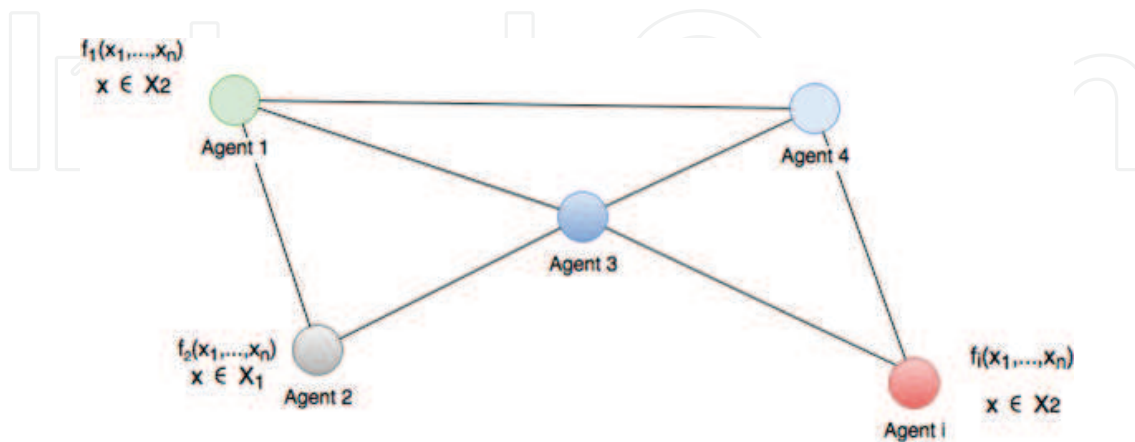 f₁(x₁,...,xₙ)
x ∈ X2
Agent 1
Agent 4
Agent 3
f₂(x₁,...,xₙ)
x ∈ X₁
Agent 2
fᵢ(x₁,...,xₙ)
x ∈ X2
Agent i